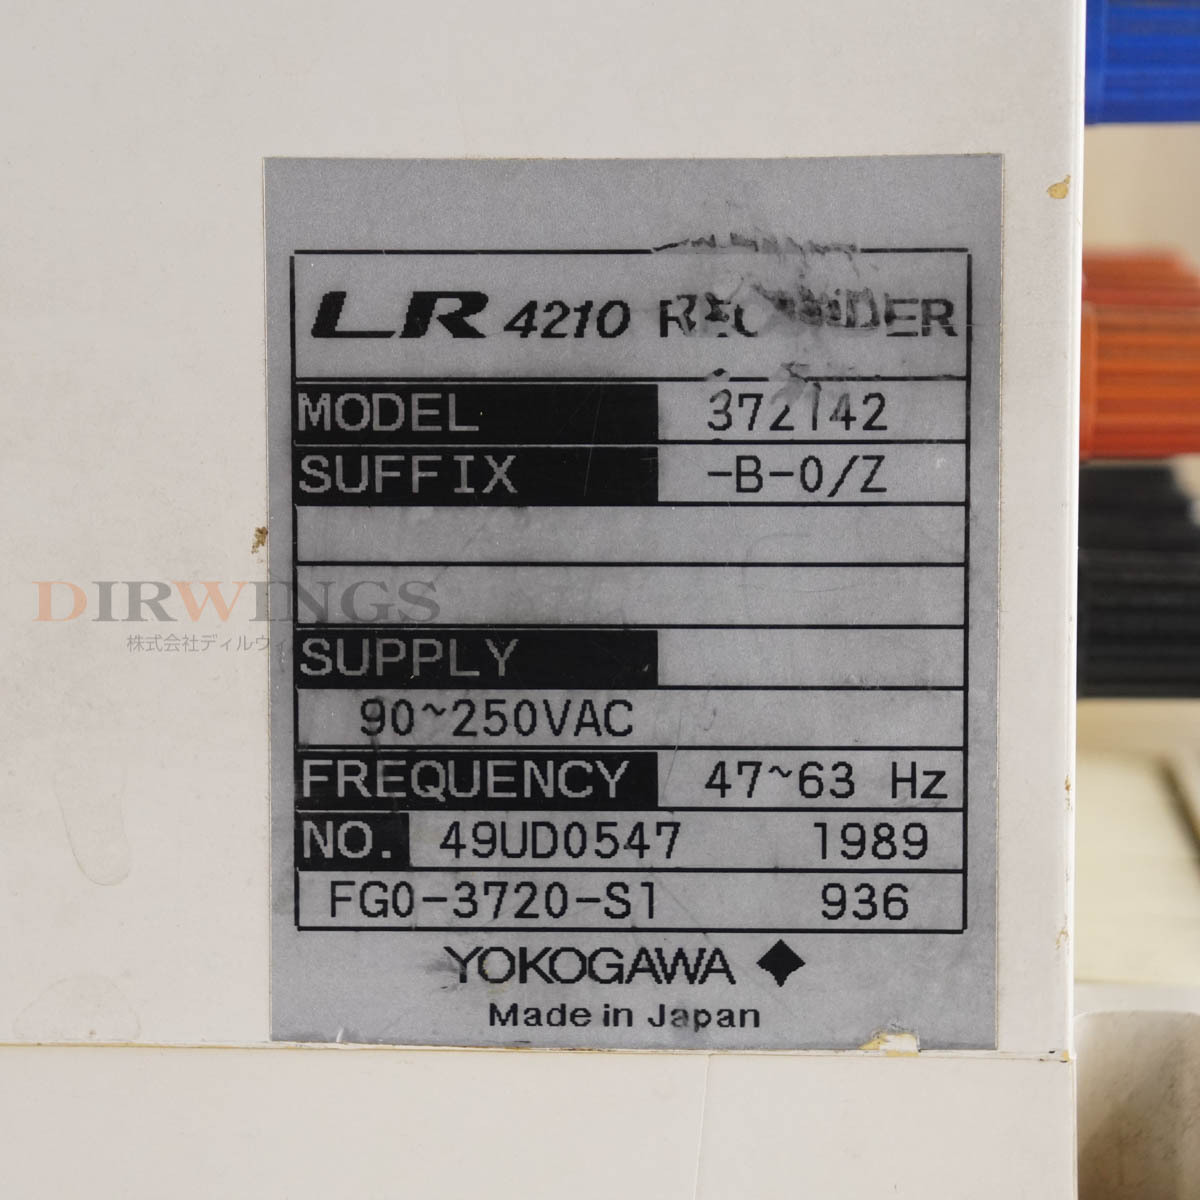 LR 4210 RECORDER
MODEL 372142
SUFFIX -B-0/Z
DIRWINGS
株式会社ディルウィ
SUPPLY
90~250VAC
FREQUENCY 47~63 Hz
NO. 49UD0547 1989
FG0-3720-S1 936
YOKOGAWA
Made in Japan